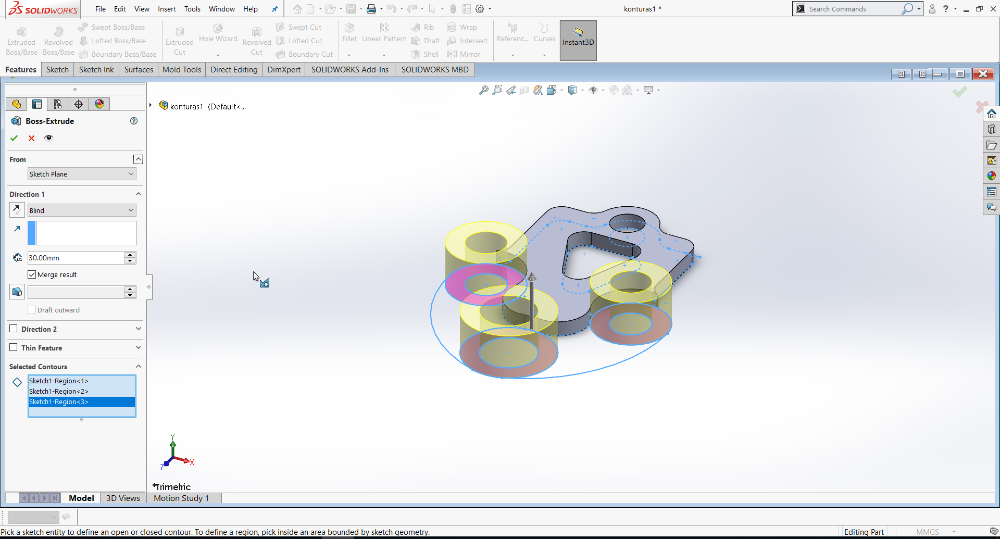 SOLIDWORKS File Edit View Insert Tools Window Help konturas1 * Search Commands ?
Extruded Boss/Base
Revolved Boss/Base
Swept Boss/Base
Lofted Boss/Base
Boundary Boss/Base
Extruded Cut
Hole Wizard
Revolved Cut
Swept Cut
Lofted Cut
Boundary Cut
Fillet
Linear Pattern
Rib
Draft
Shell
Wrap
Intersect
Mirror
Referenc...
Curves
Instant3D
Features Sketch Sketch Ink Surfaces Mold Tools Direct Editing DimXpert SOLIDWORKS Add-Ins SOLIDWORKS MBD
konturas1 (Default<...
Boss-Extrude ?
From
Sketch Plane
Direction 1
Blind
D1 30.00mm
Merge result
Draft outward
Direction 2
Thin Feature
Selected Contours
Sketch1-Region<1>
Sketch1-Region<2>
Sketch1-Region<3>
Y
X
Z
*Trimetric
Model 3D Views Motion Study 1
Pick a sketch entity to define an open or closed contour. To define a region, pick inside an area bounded by sketch geometry. Editing Part MMGS